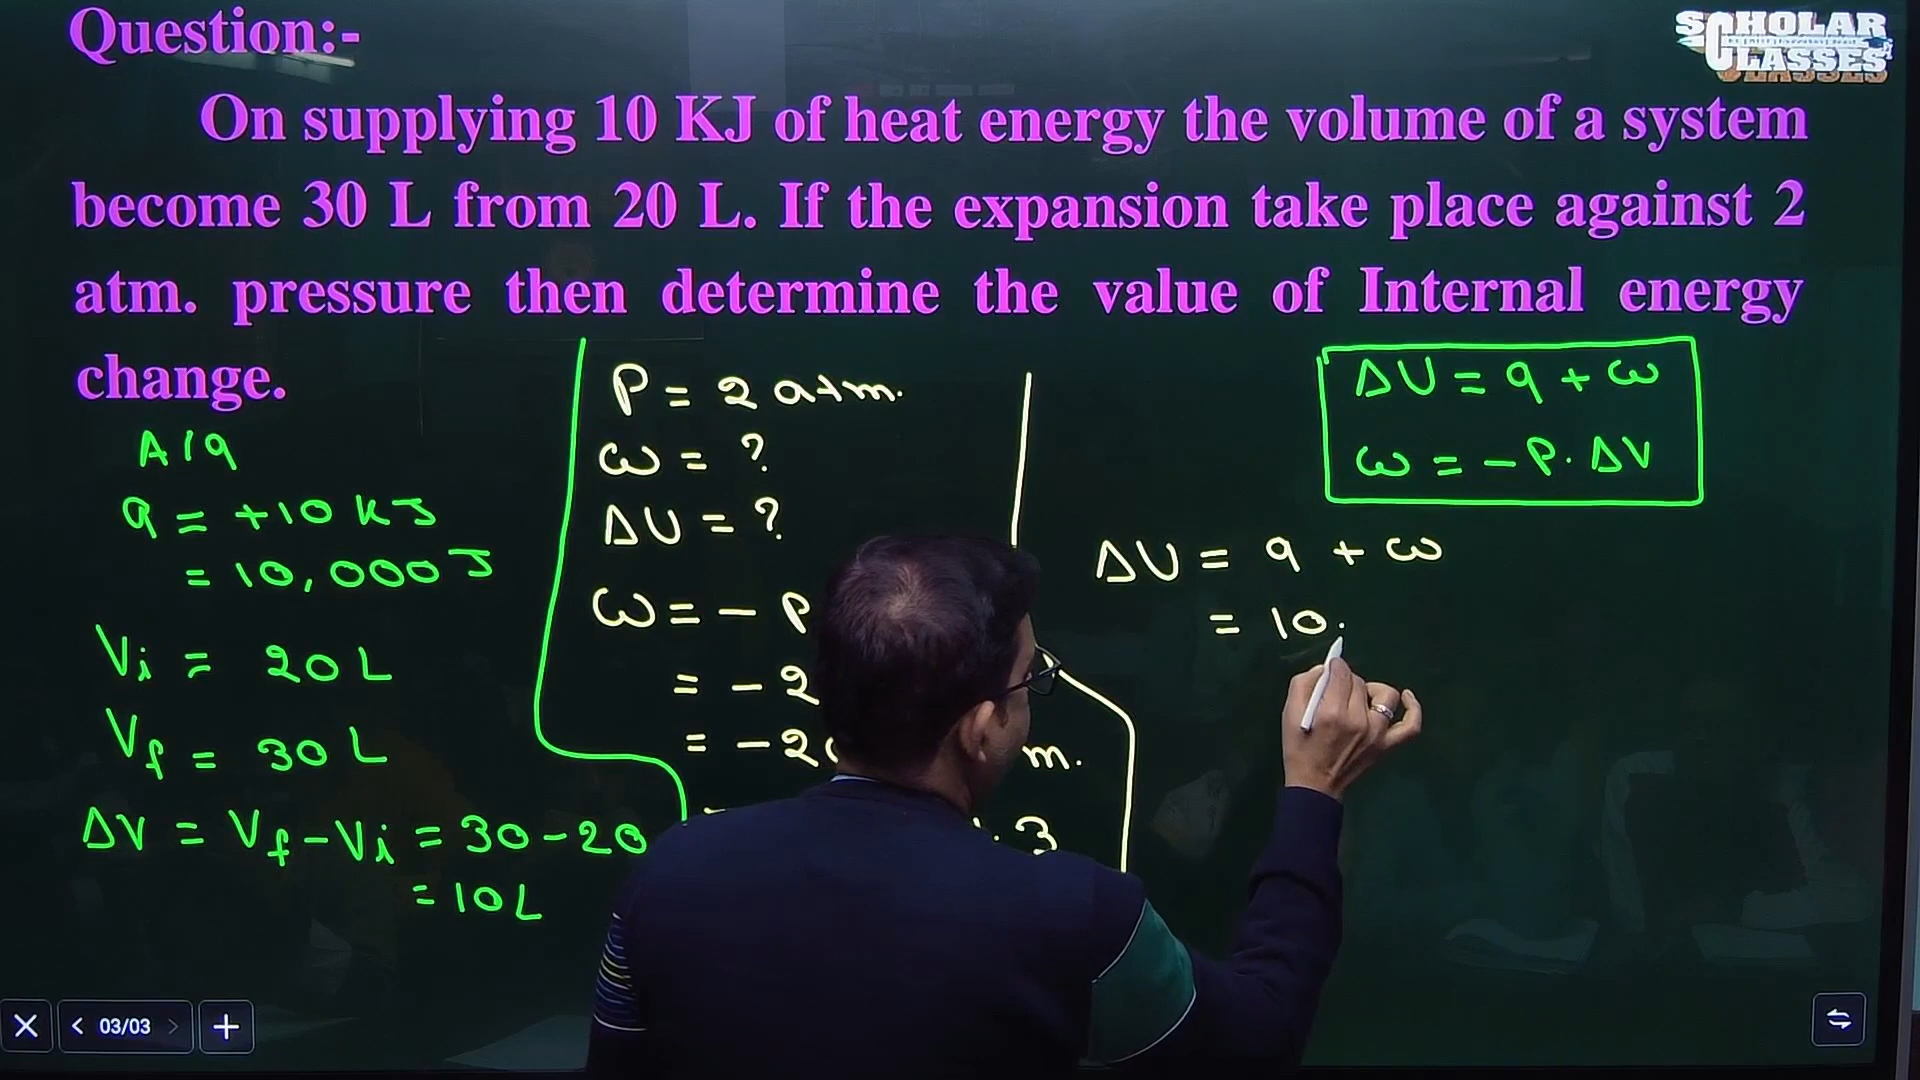 Question:-
SCHOLAR
CLASSES
On supplying 10 KJ of heat energy the volume of a system
become 30 L from 20 L. If the expansion take place against 2
atm. pressure then determine the value of Internal energy
change.
A/q
q = +10 KJ
= 10,000 J
Vi = 20 L
Vf = 30 L
ΔV = Vf - Vi = 30 - 20
= 10 L
P = 2 atm.
ω = ?
ΔU = ?
ω = - P
= - 2
= - 20 m.
3
ΔU = q + ω
ω = - P. ΔV
ΔU = q + ω
= 10.
03/03